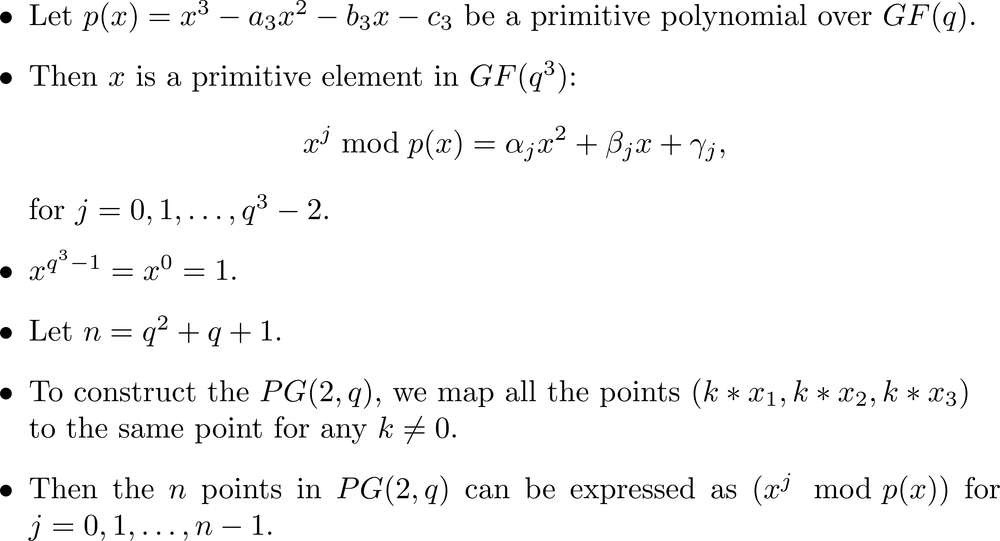 • Let $p(x) = x^3 - a_3x^2 - b_3x - c_3$ be a primitive polynomial over $GF(q)$.
• Then $x$ is a primitive element in $GF(q^3)$:
$x^j \mod p(x) = \alpha_j x^2 + \beta_j x + \gamma_j,$
for $j = 0, 1, \ldots, q^3 - 2$.
• $x^{q^3-1} = x^0 = 1$.
• Let $n = q^2 + q + 1$.
• To construct the $PG(2, q)$, we map all the points $(k * x_1, k * x_2, k * x_3)$
to the same point for any $k \neq 0$.
• Then the $n$ points in $PG(2, q)$ can be expressed as $(x^j \mod p(x))$ for
$j = 0, 1, \ldots, n - 1$.